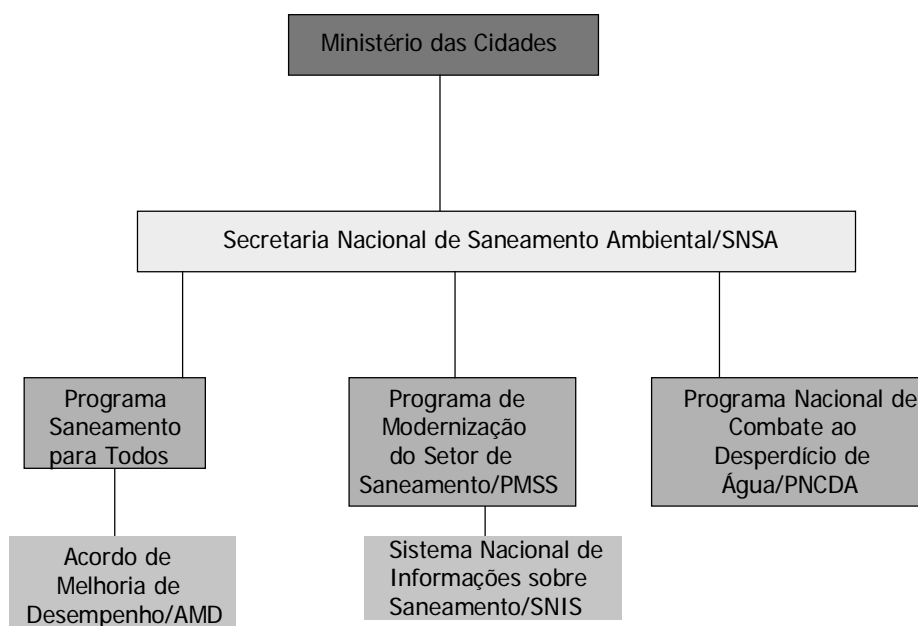 Ministério das Cidades
Secretaria Nacional de Saneamento Ambiental/SNSA
Programa
Saneamento
para Todos
Programa de
Modernização
do Setor de
Saneamento/PMSS
Programa Nacional de
Combate ao
Desperdício de
Água/PNCDA
Acordo de
Melhoria de
Desempenho/AMD
Sistema Nacional de
Informações sobre
Saneamento/SNIS